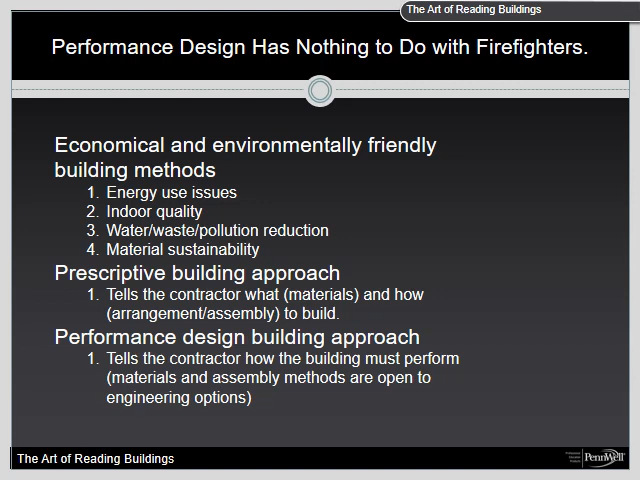 The Art of Reading Buildings
Performance Design Has Nothing to Do with Firefighters.
Economical and environmentally friendly
building methods
1. Energy use issues
2. Indoor quality
3. Water/waste/pollution reduction
4. Material sustainability
Prescriptive building approach
1. Tells the contractor what (materials) and how
(arrangement/assembly) to build.
Performance design building approach
1. Tells the contractor how the building must perform
(materials and assembly methods are open to
engineering options)
The Art of Reading Buildings
PennWell